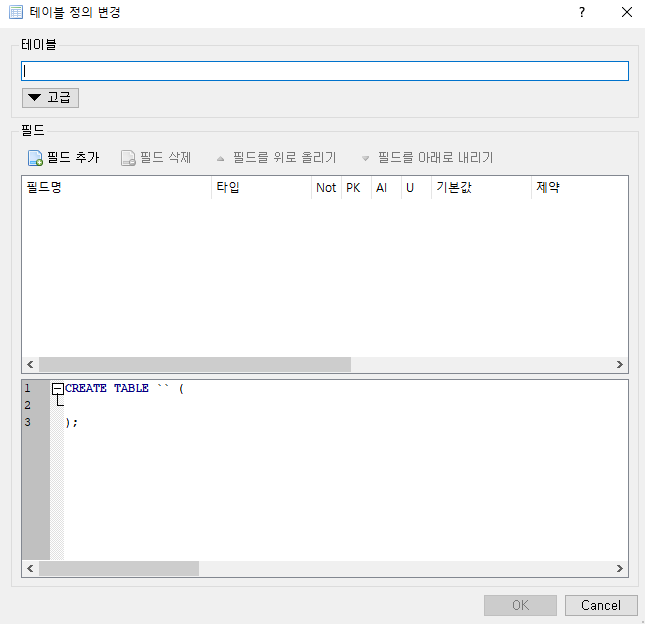 테이블 정의 변경
?
테이블
고급
필드
필드 추가 필드 삭제 필드를 위로 올리기 필드를 아래로 내리기
필드명 타입 Not PK AI U 기본값 제약
1 CREATE TABLE `` (
2
3 );
OK Cancel